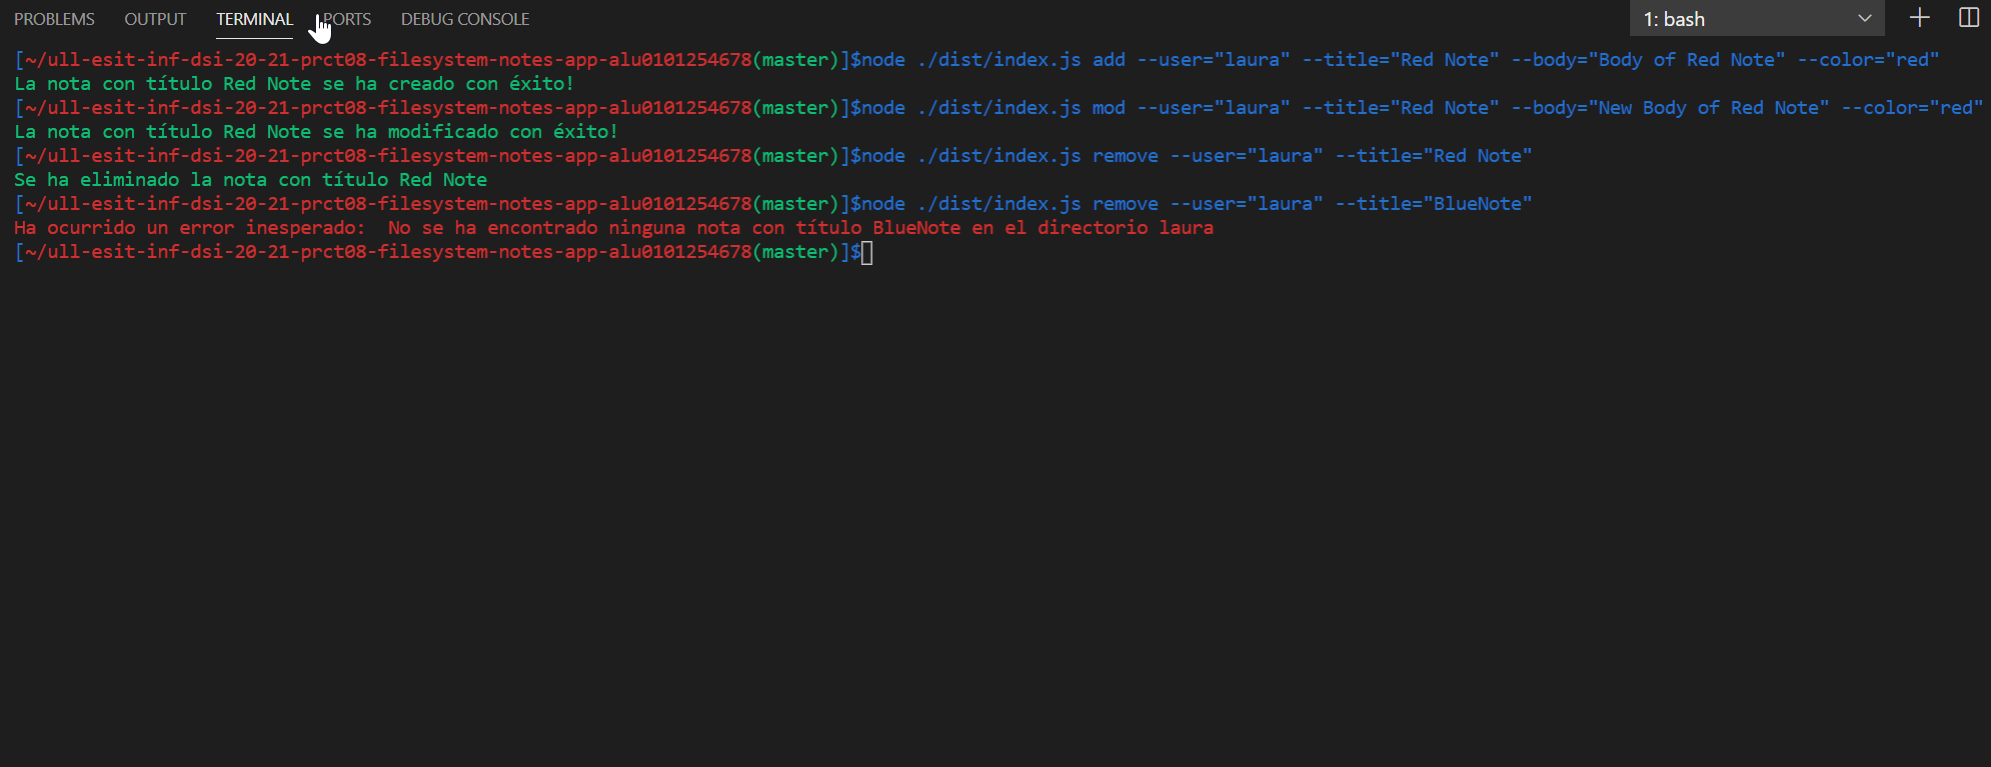 PROBLEMS OUTPUT TERMINAL PORTS DEBUG CONSOLE 1: bash
[~/ull-esit-inf-dsi-20-21-prct08-filesystem-notes-app-alu0101254678(master)]$node ./dist/index.js add --user="laura" --title="Red Note" --body="Body of Red Note" --color="red"
La nota con título Red Note se ha creado con éxito!
[~/ull-esit-inf-dsi-20-21-prct08-filesystem-notes-app-alu0101254678(master)]$node ./dist/index.js mod --user="laura" --title="Red Note" --body="New Body of Red Note" --color="red"
La nota con título Red Note se ha modificado con éxito!
[~/ull-esit-inf-dsi-20-21-prct08-filesystem-notes-app-alu0101254678(master)]$node ./dist/index.js remove --user="laura" --title="Red Note"
Se ha eliminado la nota con título Red Note
[~/ull-esit-inf-dsi-20-21-prct08-filesystem-notes-app-alu0101254678(master)]$node ./dist/index.js remove --user="laura" --title="BlueNote"
Ha ocurrido un error inesperado:  No se ha encontrado ninguna nota con título BlueNote en el directorio laura
[~/ull-esit-inf-dsi-20-21-prct08-filesystem-notes-app-alu0101254678(master)]$